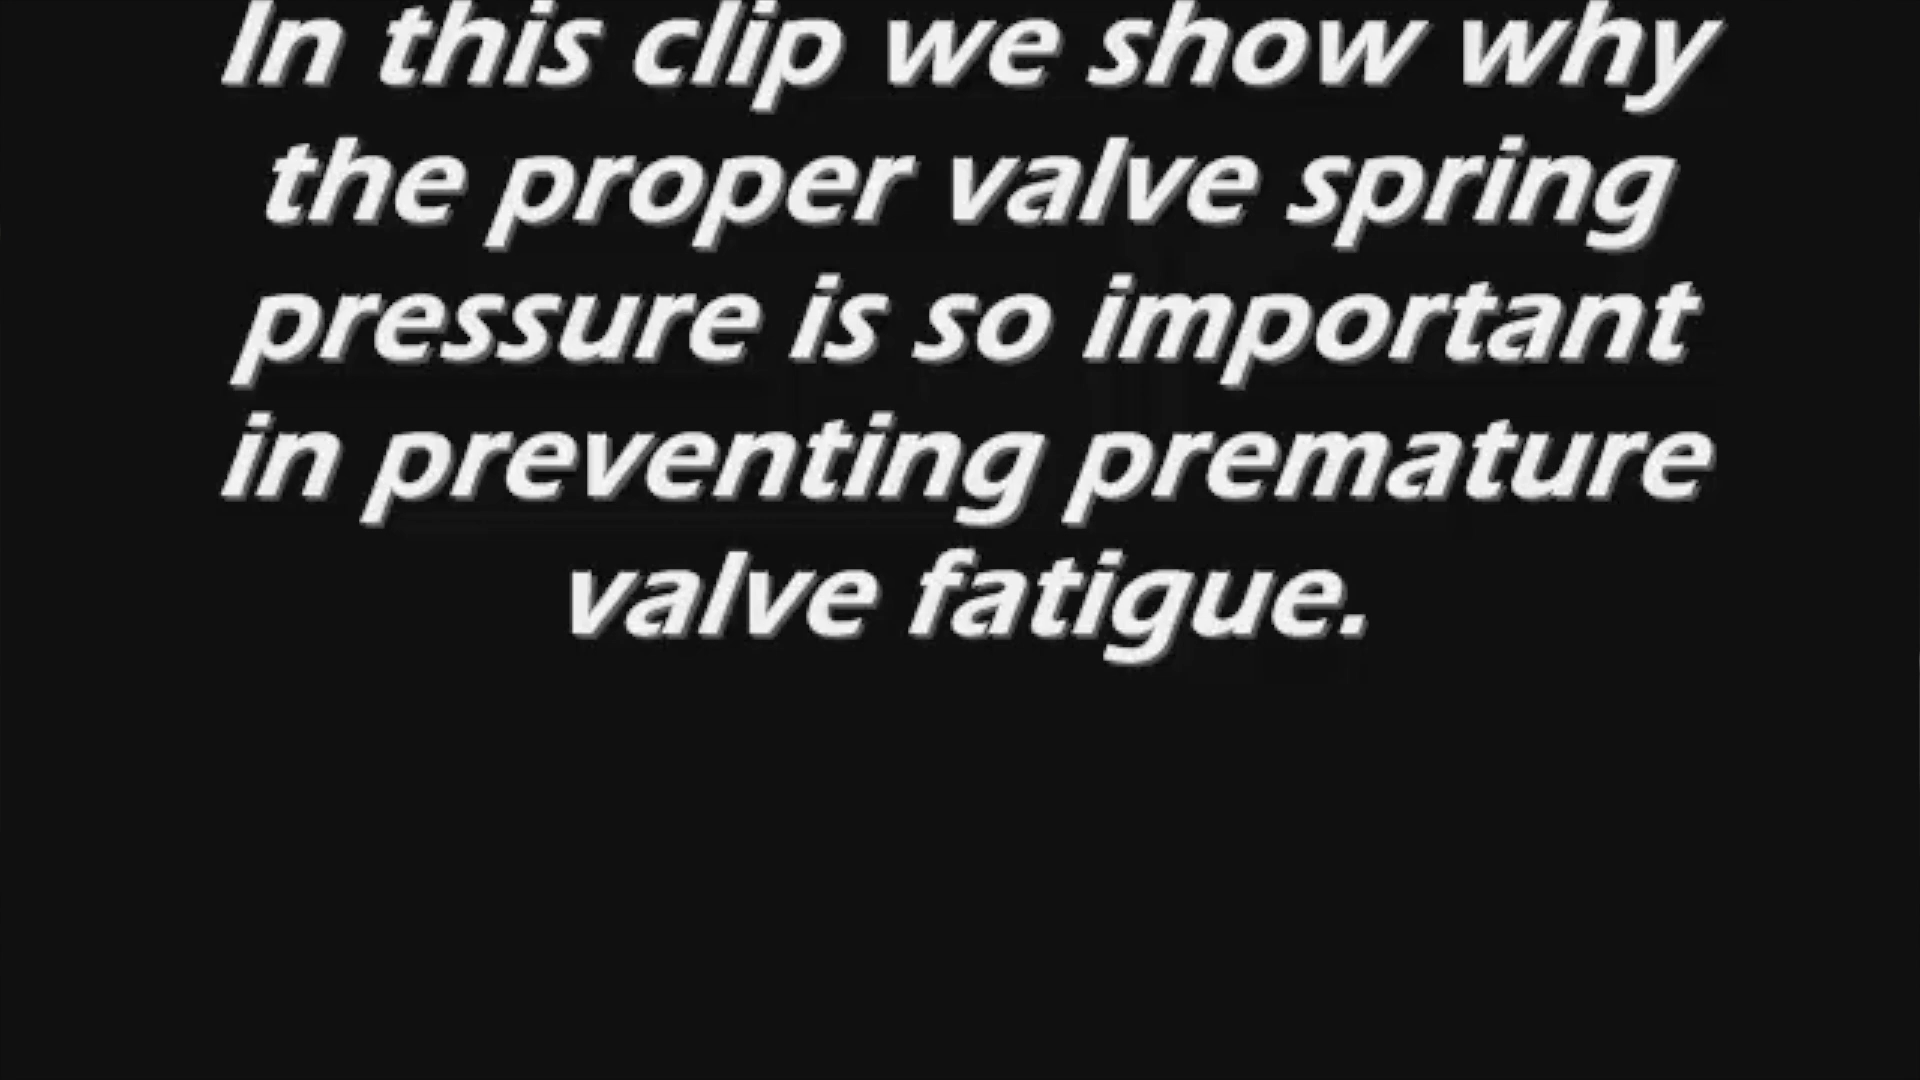 In this clip we show why
the proper valve spring
pressure is so important
in preventing premature
valve fatigue.